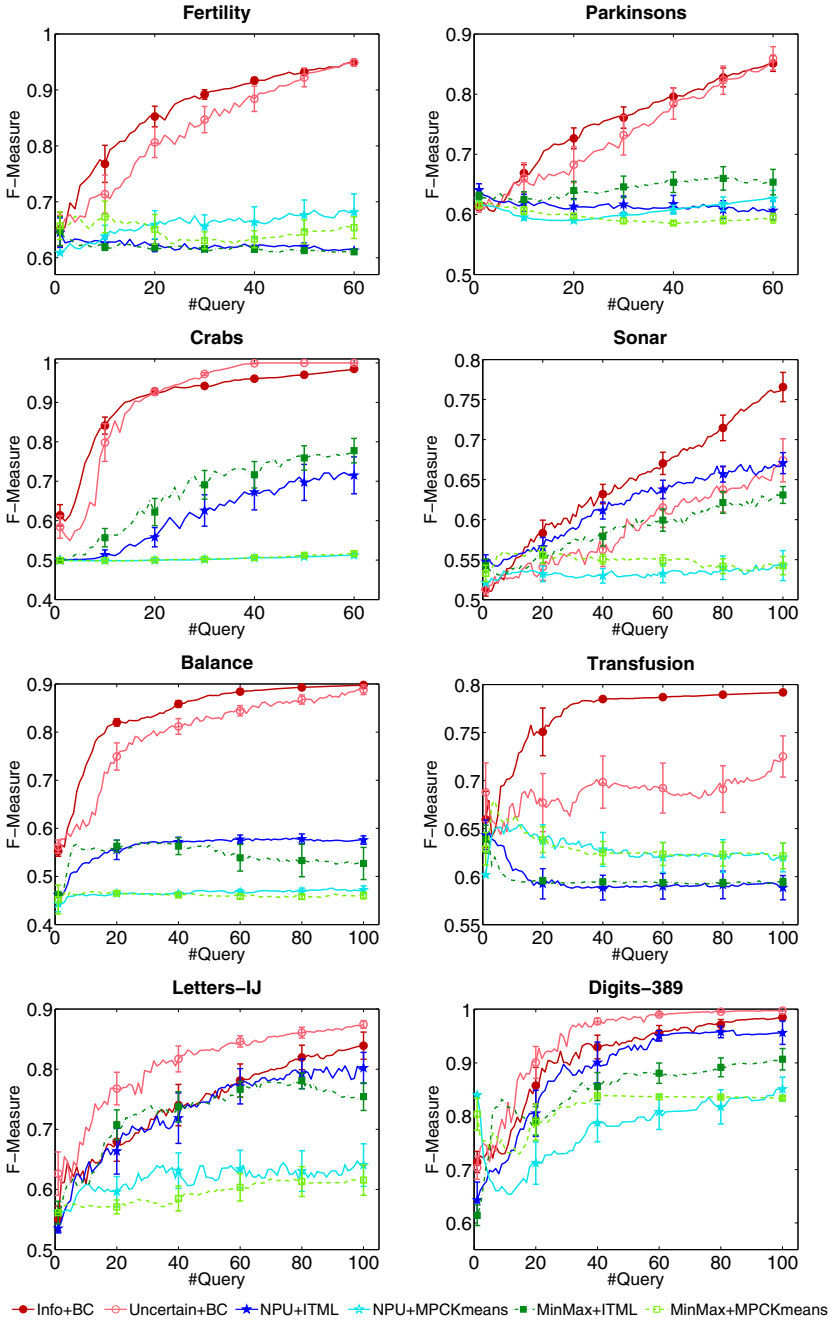 Fertility
1
0.9
0.8
0.7
0.6
F−Measure
0
20
40
60
#Query
Parkinsons
0.9
0.8
0.7
0.6
0.5
F−Measure
0
20
40
60
#Query
Crabs
1
0.9
0.8
0.7
0.6
0.5
0.4
F−Measure
0
20
40
60
#Query
Sonar
0.8
0.75
0.7
0.65
0.6
0.55
0.5
F−Measure
0
20
40
60
80
100
#Query
Balance
0.9
0.8
0.7
0.6
0.5
0.4
F−Measure
0
20
40
60
80
100
#Query
Transfusion
0.8
0.75
0.7
0.65
0.6
0.55
F−Measure
0
20
40
60
80
100
#Query
Letters−IJ
0.9
0.8
0.7
0.6
0.5
F−Measure
0
20
40
60
80
100
#Query
Digits−389
1
0.9
0.8
0.7
0.6
F−Measure
0
20
40
60
80
100
#Query
Info+BC
Uncertain+BC
NPU+ITML
NPU+MPCKmeans
MinMax+ITML
MinMax+MPCKmeans